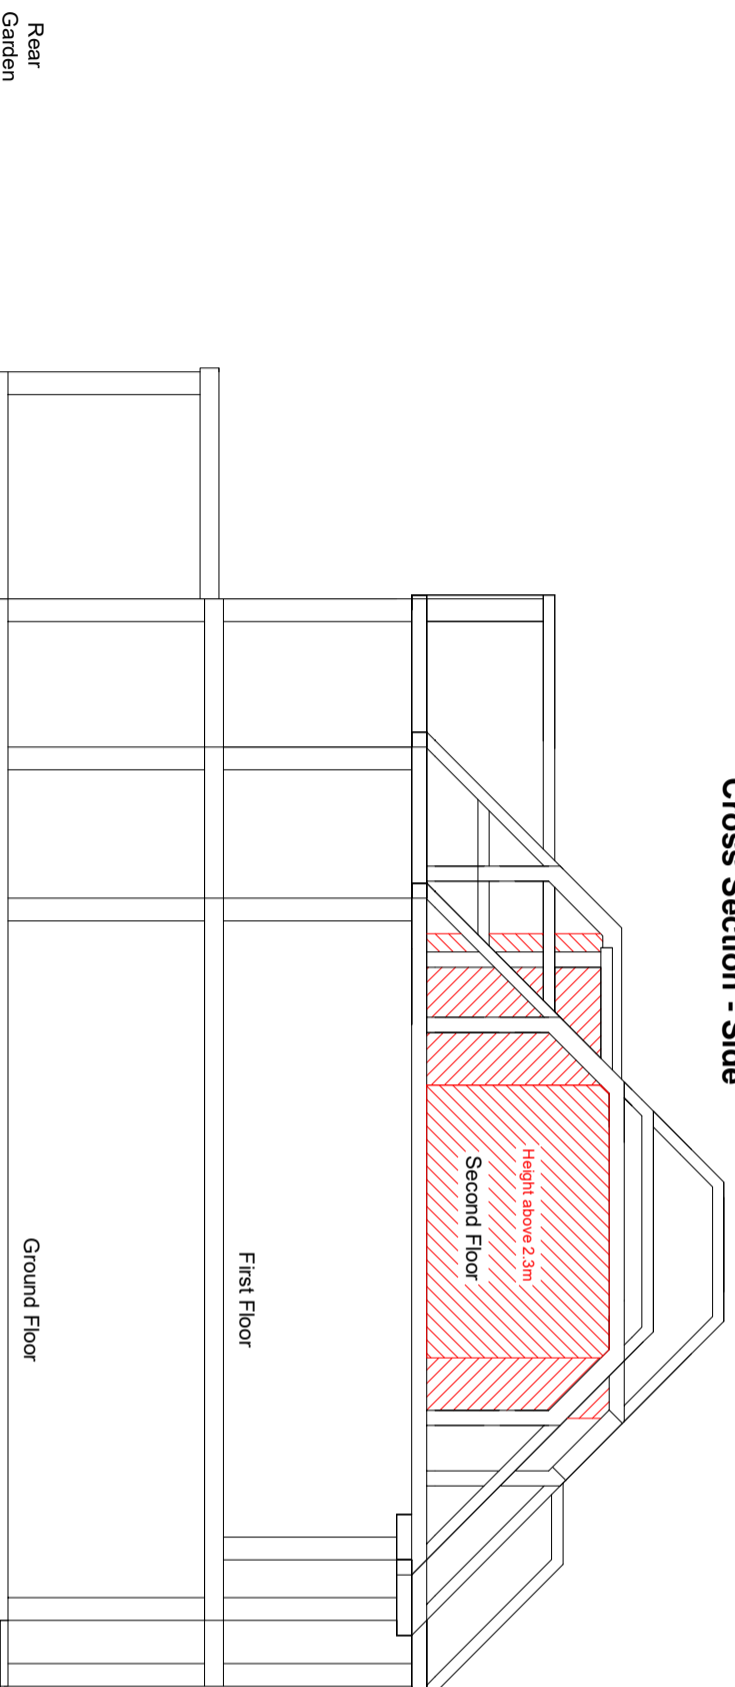 Cross Section - Side
Height above 2.3m
Second Floor
First Floor
Ground Floor
Rear
Garden